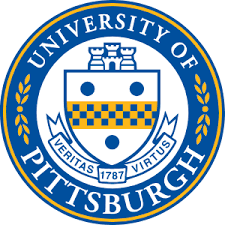 UNIVERSITY OF
PITTSBURGH
VERITAS VIRTUS
1787